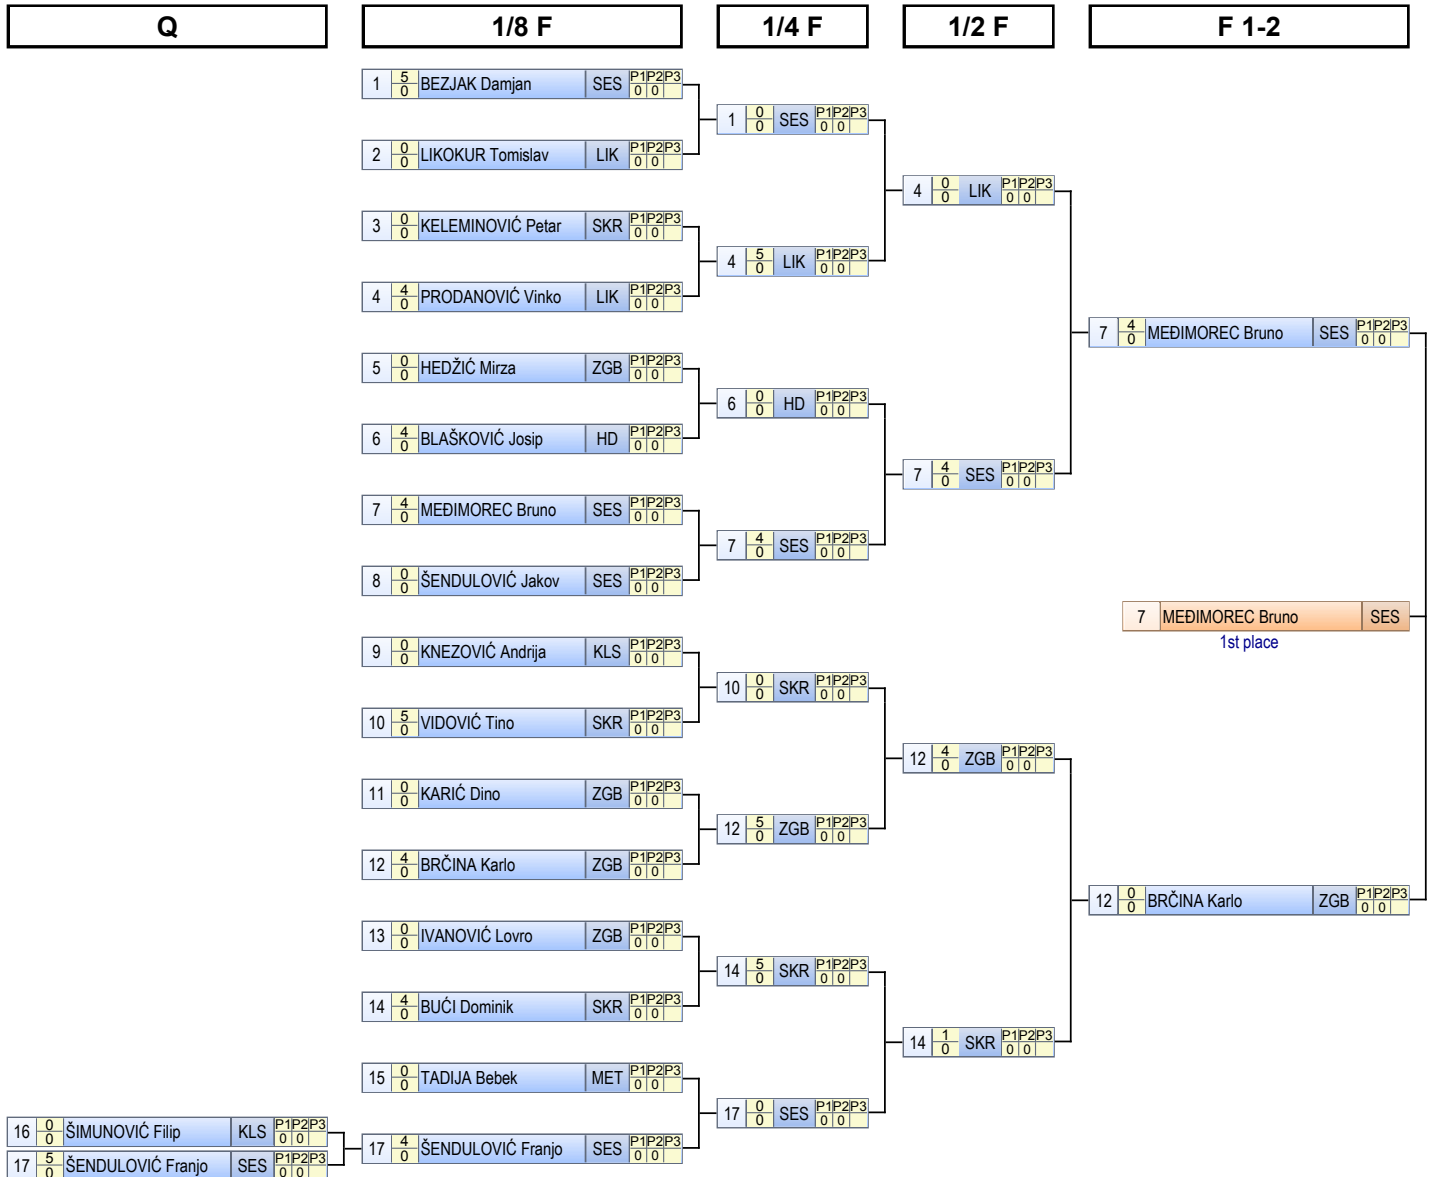 Q 1/8 F 1/4 F 1/2 F F 1-2
1 5 0 BEZJAK Damjan SES P1 P2 P3 0 0
1 0 0 SES P1 P2 P3 0 0
2 0 0 LIKOKUR Tomislav LIK P1 P2 P3 0 0
4 0 0 LIK P1 P2 P3 0 0
3 0 0 KELEMINOVIĆ Petar SKR P1 P2 P3 0 0
4 5 0 LIK P1 P2 P3 0 0
4 4 0 PRODANOVIĆ Vinko LIK P1 P2 P3 0 0
7 4 0 MEĐIMOREC Bruno SES P1 P2 P3 0 0
5 0 0 HEDŽIĆ Mirza ZGB P1 P2 P3 0 0
6 0 0 HD P1 P2 P3 0 0
6 4 0 BLAŠKOVIĆ Josip HD P1 P2 P3 0 0
7 4 0 SES P1 P2 P3 0 0
7 4 0 MEĐIMOREC Bruno SES P1 P2 P3 0 0
7 4 0 SES P1 P2 P3 0 0
8 0 0 ŠENDULOVIĆ Jakov SES P1 P2 P3 0 0
7 MEĐIMOREC Bruno SES
1st place
9 0 0 KNEZOVIĆ Andrija KLS P1 P2 P3 0 0
10 0 0 SKR P1 P2 P3 0 0
10 5 0 VIDOVIĆ Tino SKR P1 P2 P3 0 0
12 4 0 ZGB P1 P2 P3 0 0
11 0 0 KARIĆ Dino ZGB P1 P2 P3 0 0
12 5 0 ZGB P1 P2 P3 0 0
12 4 0 BRČINA Karlo ZGB P1 P2 P3 0 0
12 0 0 BRČINA Karlo ZGB P1 P2 P3 0 0
13 0 0 IVANOVIĆ Lovro ZGB P1 P2 P3 0 0
14 5 0 SKR P1 P2 P3 0 0
14 4 0 BUĆI Dominik SKR P1 P2 P3 0 0
14 1 0 SKR P1 P2 P3 0 0
15 0 0 TADIJA Bebek MET P1 P2 P3 0 0
17 0 0 SES P1 P2 P3 0 0
16 0 0 ŠIMUNOVIĆ Filip KLS P1 P2 P3 0 0
17 4 0 ŠENDULOVIĆ Franjo SES P1 P2 P3 0 0
17 5 0 ŠENDULOVIĆ Franjo SES P1 P2 P3 0 0